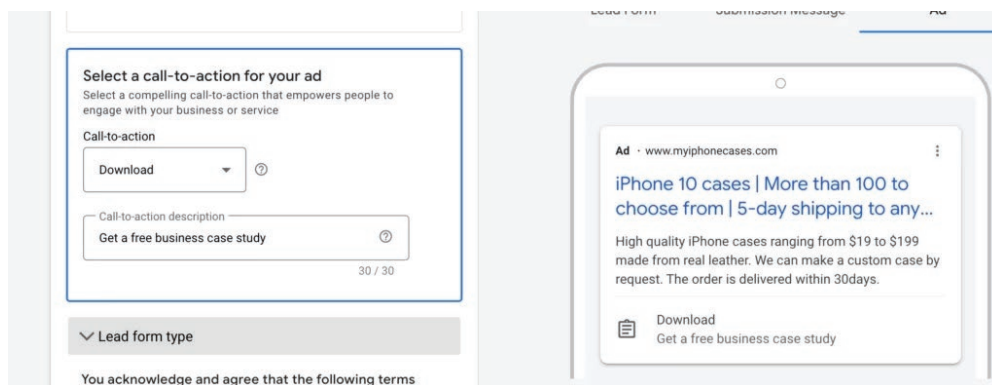 Lead Form Submission Message Ad
Select a call-to-action for your ad
Select a compelling call-to-action that empowers people to
engage with your business or service
Call-to-action
Download
Call-to-action description
Get a free business case study
30 / 30
Lead form type
You acknowledge and agree that the following terms
Ad · www.myiphonecases.com
iPhone 10 cases | More than 100 to
choose from | 5-day shipping to any...
High quality iPhone cases ranging from $19 to $199
made from real leather. We can make a custom case by
request. The order is delivered within 30days.
Download
Get a free business case study